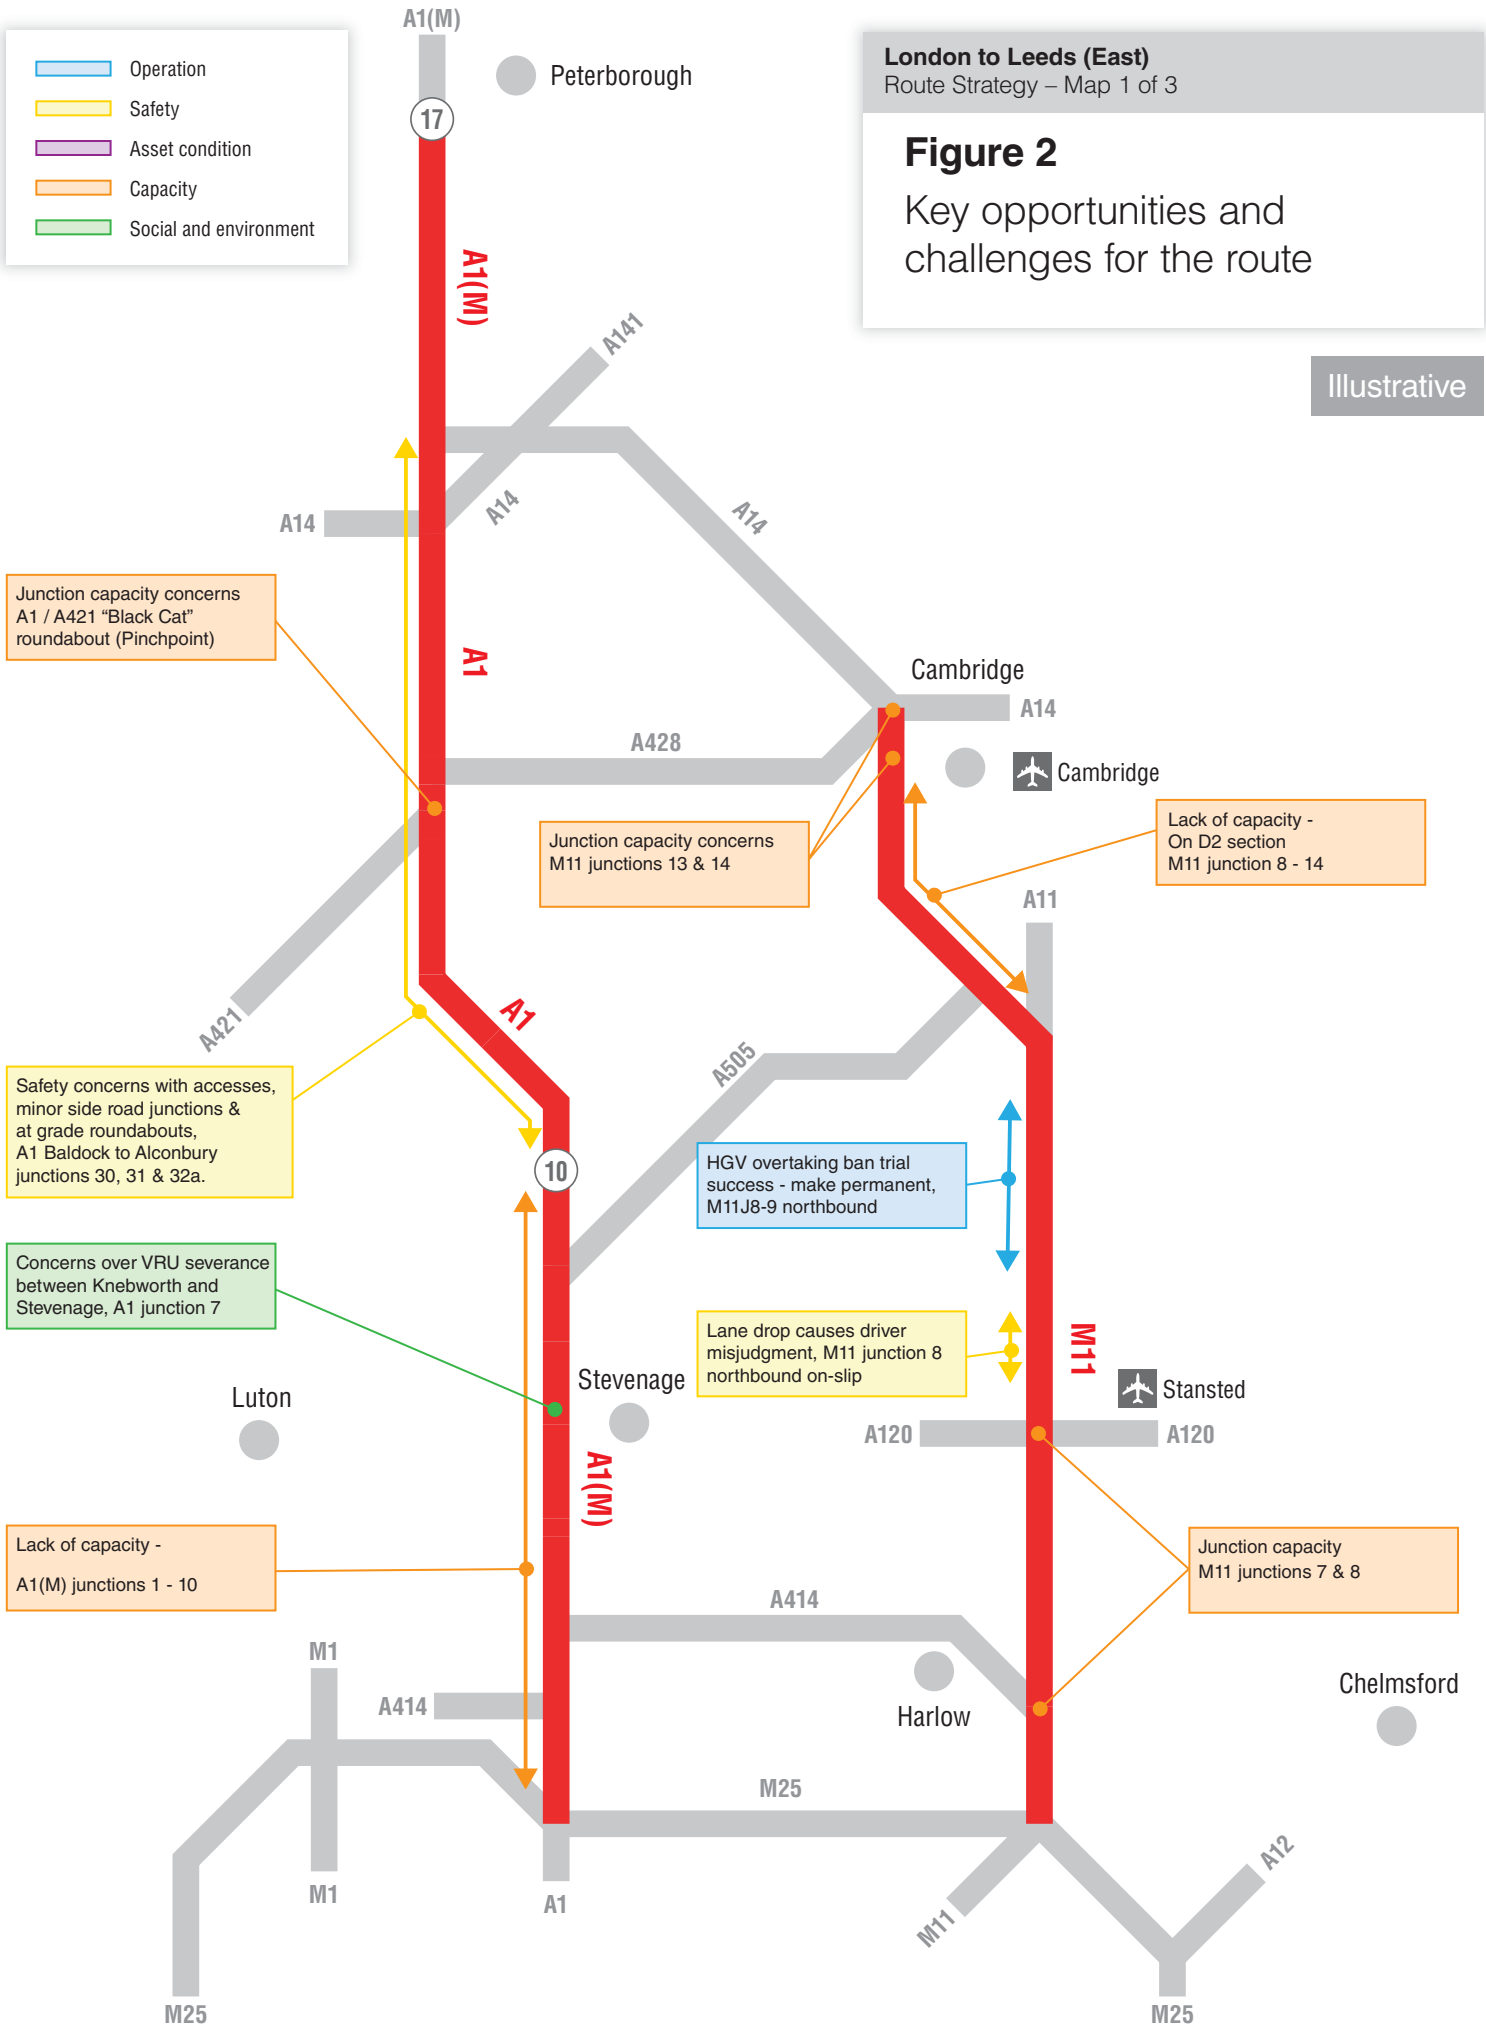 A1(M)
Operation
Safety
Asset condition
Capacity
Social and environment
Peterborough
17
London to Leeds (East)
Route Strategy – Map 1 of 3
Figure 2
Key opportunities and
challenges for the route
Illustrative
A1(M)
A141
A14
A14
A14
Junction capacity concerns
A1 / A421 “Black Cat”
roundabout (Pinchpoint)
A1
Cambridge
A14
A428
Cambridge
Junction capacity concerns
M11 junctions 13 & 14
Lack of capacity -
On D2 section
M11 junction 8 - 14
A11
A421
A1
A505
Safety concerns with accesses,
minor side road junctions &
at grade roundabouts,
A1 Baldock to Alconbury
junctions 30, 31 & 32a.
10
HGV overtaking ban trial
success - make permanent,
M11J8-9 northbound
Concerns over VRU severance
between Knebworth and
Stevenage, A1 junction 7
Lane drop causes driver
misjudgment, M11 junction 8
northbound on-slip
M11
Luton
Stevenage
Stansted
A120
A120
A1(M)
Lack of capacity -
A1(M) junctions 1 - 10
Junction capacity
M11 junctions 7 & 8
A414
M1
A414
Harlow
Chelmsford
M25
M1
A1
M11
A12
M25
M25